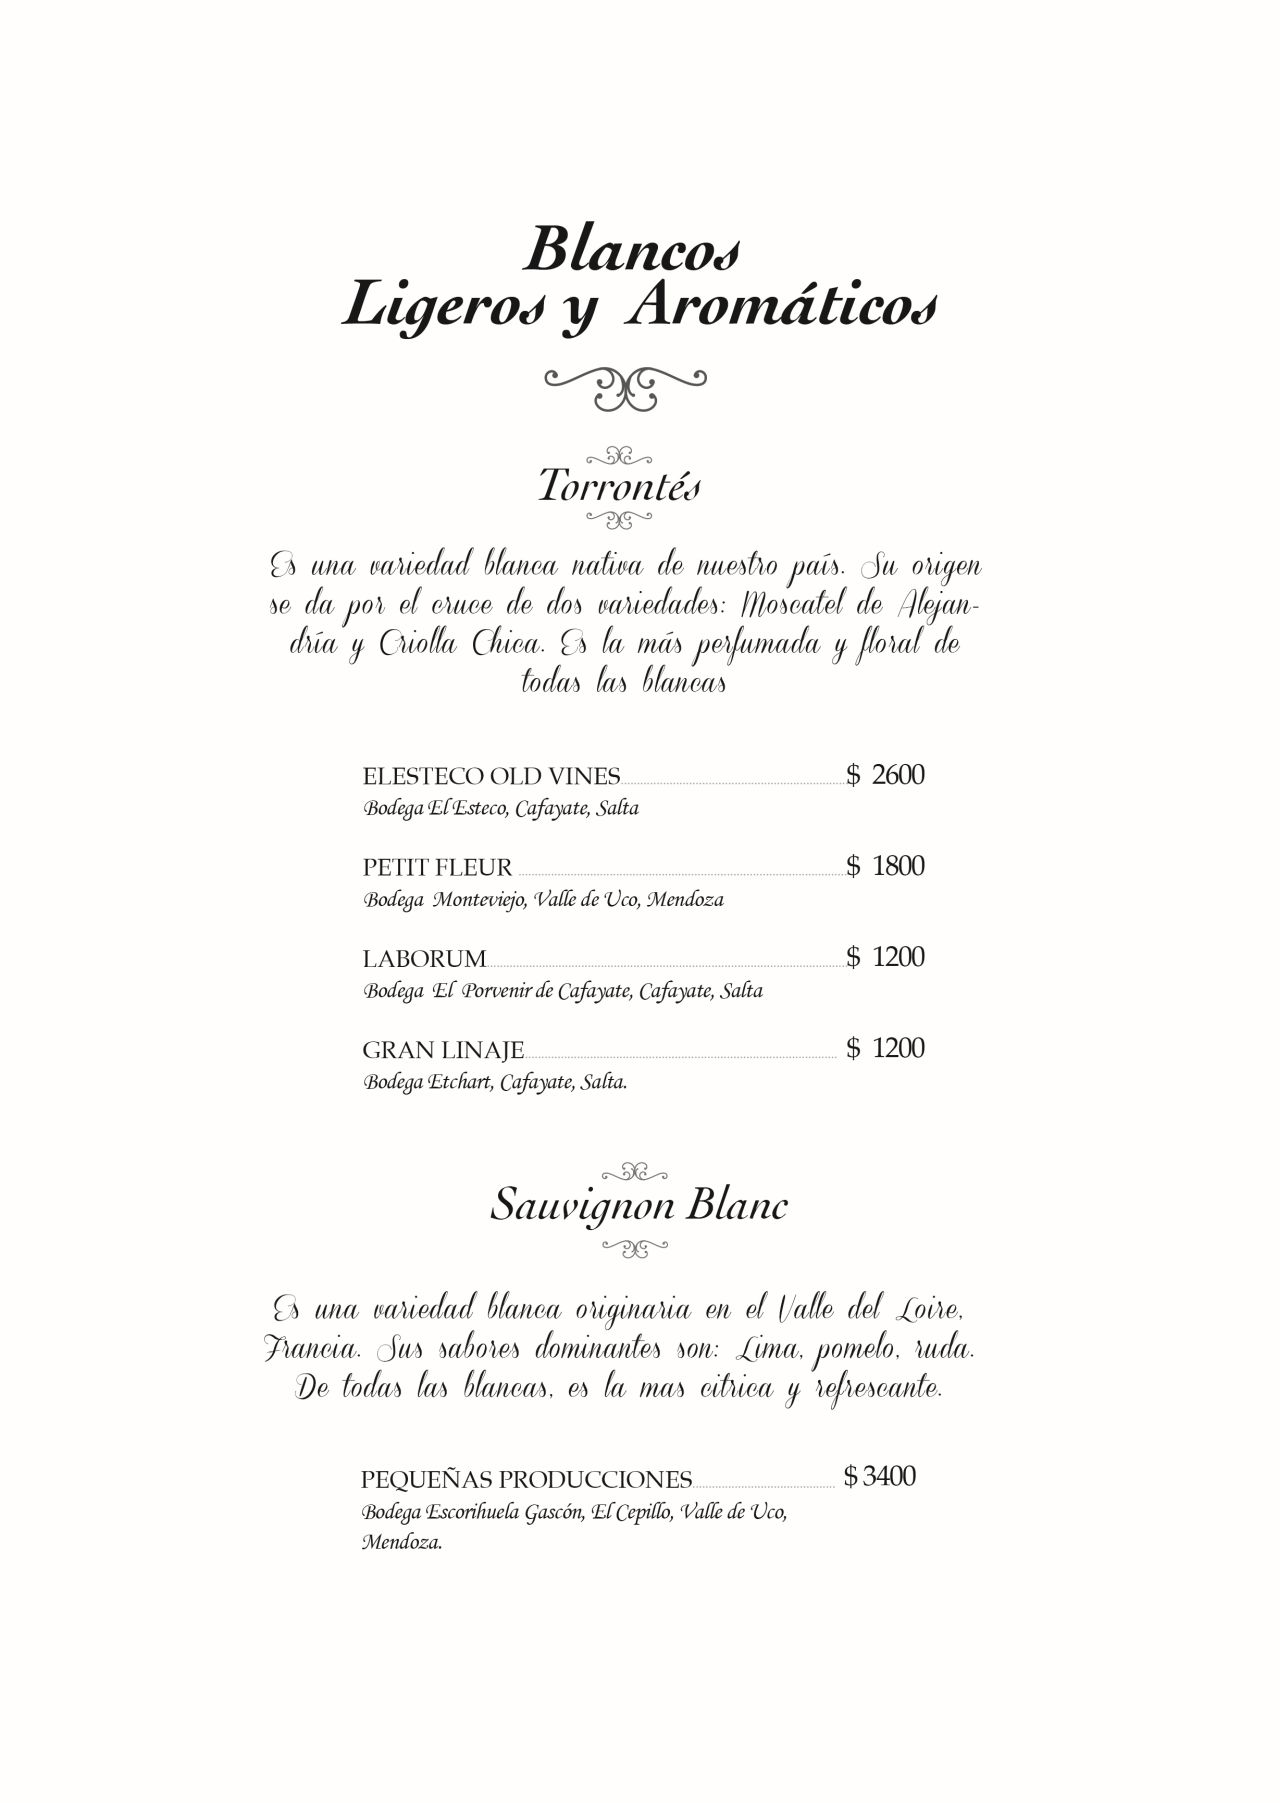 Blancos
Ligeros y Aromáticos
Torrontés
Es una variedad blanca nativa de nuestro país. Su origen
se da por el cruce de dos variedades: Moscatel de Alejan-
dría y Criolla Chica. Es la más perfumada y floral de
todas las blancas
ELESTECO OLD VINES $ 2600
Bodega El Esteco, Cafayate, Salta
PETIT FLEUR $ 1800
Bodega Monteviejo, Valle de Uco, Mendoza
LABORUM $ 1200
Bodega El Porvenir de Cafayate, Cafayate, Salta
GRAN LINAJE $ 1200
Bodega Etchart, Cafayate, Salta.
Sauvignon Blanc
Es una variedad blanca originaria en el Valle del Loire,
Francia. Sus sabores dominantes son: Lima, pomelo, ruda.
De todas las blancas, es la mas citrica y refrescante.
PEQUEÑAS PRODUCCIONES $ 3400
Bodega Escorihuela Gascón, El Cepillo, Valle de Uco,
Mendoza.